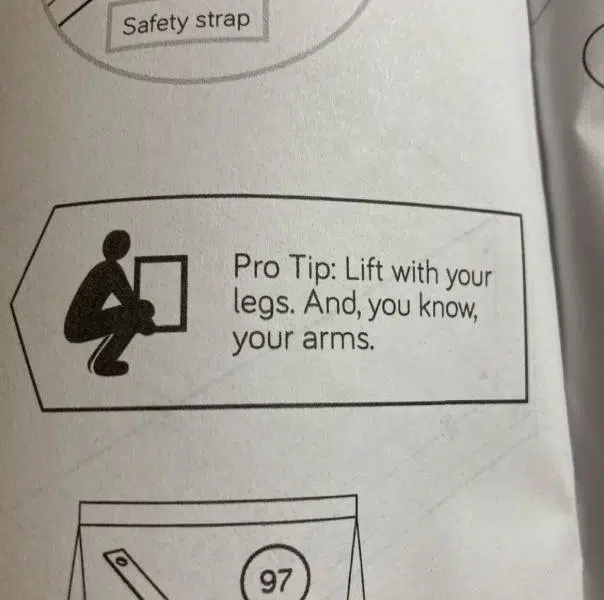 Safety strap
Pro Tip: Lift with your
legs. And, you know,
your arms.
97